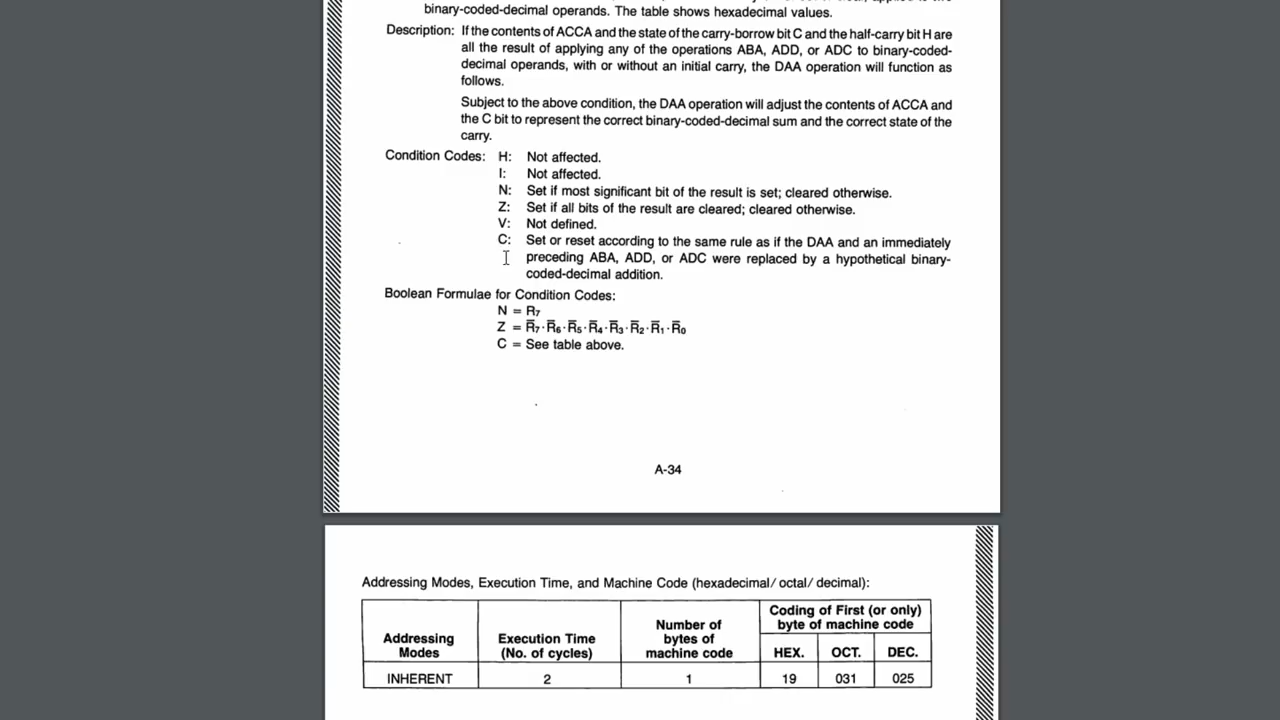 binary-coded-decimal operands. The table shows hexadecimal values.
Description: If the contents of ACCA and the state of the carry-borrow bit C and the half-carry bit H are
all the result of applying any of the operations ABA, ADD, or ADC to binary-coded-
decimal operands, with or without an initial carry, the DAA operation will function as
follows.
Subject to the above condition, the DAA operation will adjust the contents of ACCA and
the C bit to represent the correct binary-coded-decimal sum and the correct state of the
carry.
Condition Codes: H: Not affected.
I: Not affected.
N: Set if most significant bit of the result is set; cleared otherwise.
Z: Set if all bits of the result are cleared; cleared otherwise.
V: Not defined.
C: Set or reset according to the same rule as if the DAA and an immediately
preceding ABA, ADD, or ADC were replaced by a hypothetical binary-
coded-decimal addition.
Boolean Formulae for Condition Codes:
N = R₇
Z = R̅₇·R̅₆·R̅₅·R̅₄·R̅₃·R̅₂·R̅₁·R̅₀
C = See table above.
A-34
Addressing Modes, Execution Time, and Machine Code (hexadecimal/ octal/ decimal):
Addressing Modes
Execution Time (No. of cycles)
Number of bytes of machine code
Coding of First (or only) byte of machine code
HEX. OCT. DEC.
INHERENT 2 1 19 031 025